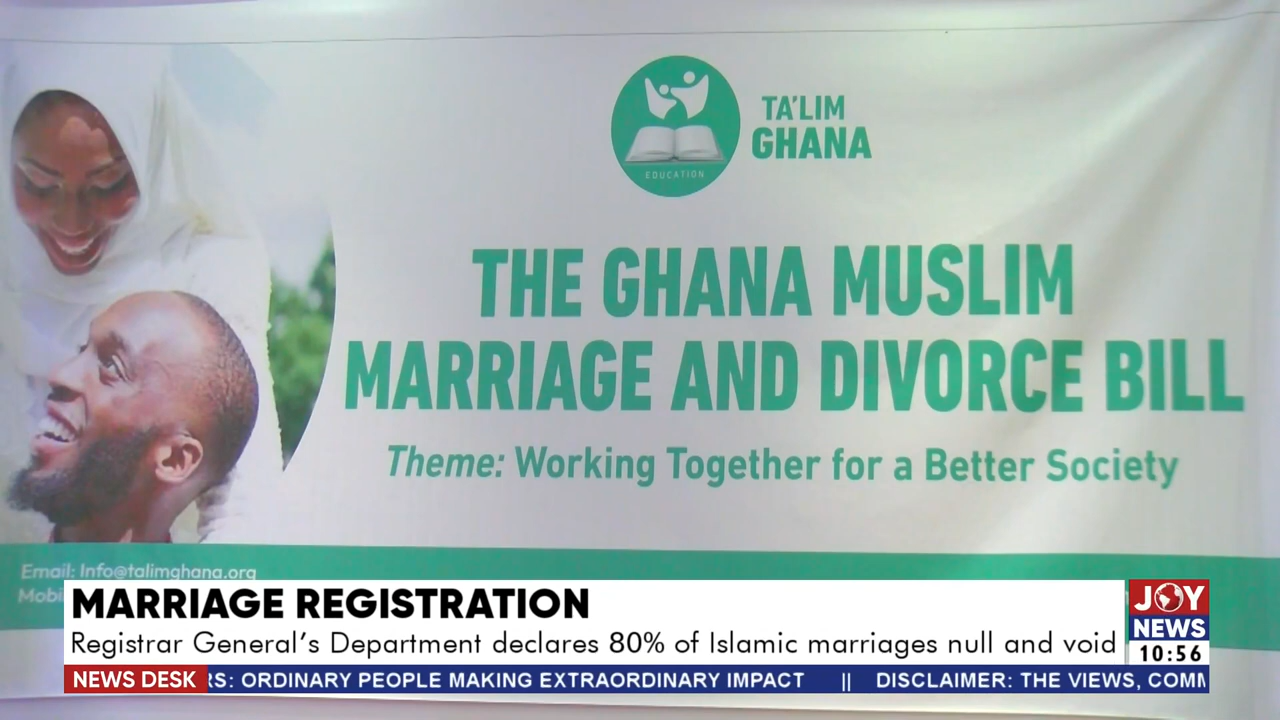 TA'LIM
GHANA
EDUCATION
THE GHANA MUSLIM
MARRIAGE AND DIVORCE BILL
Theme: Working Together for a Better Society
Email: Info@talimghana.org
MARRIAGE REGISTRATION
Registrar General's Department declares 80% of Islamic marriages null and void
JOY
NEWS
10:56
NEWS DESK
ORDINARY PEOPLE MAKING EXTRAORDINARY IMPACT || DISCLAIMER: THE VIEWS,